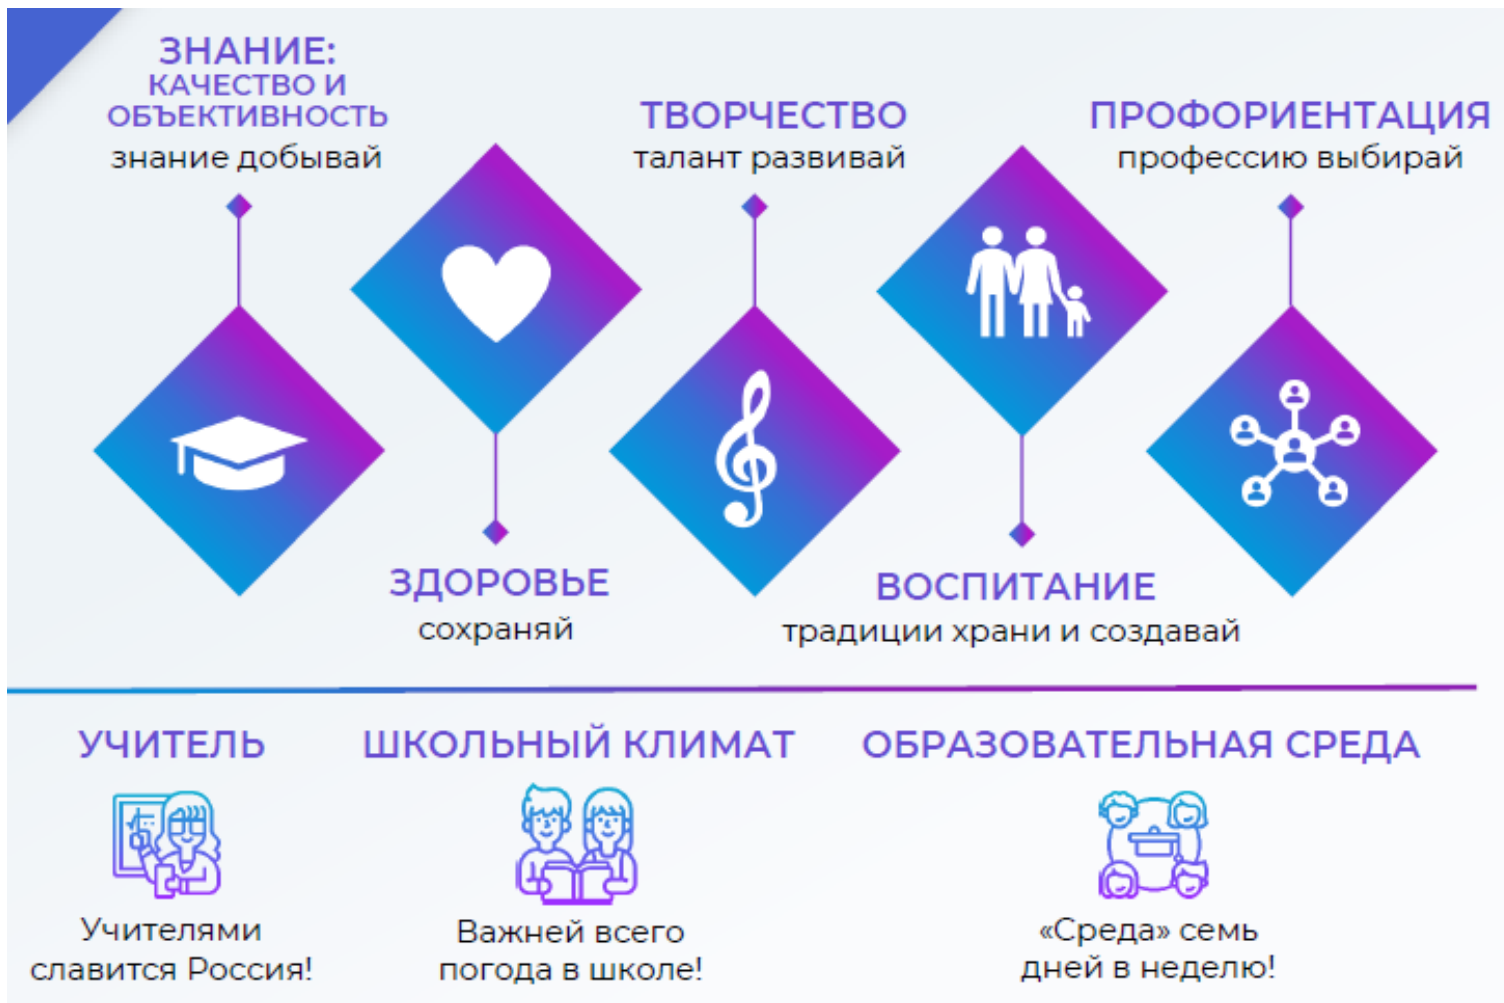 ЗНАНИЕ:
КАЧЕСТВО И
ОБЪЕКТИВНОСТЬ
знание добывай
ТВОРЧЕСТВО
талант развивай
ПРОФОРИЕНТАЦИЯ
профессию выбирай
ЗДОРОВЬЕ
сохраняй
ВОСПИТАНИЕ
традиции храни и создавай
УЧИТЕЛЬ
Учителями
славится Россия!
ШКОЛЬНЫЙ КЛИМАТ
Важней всего
погода в школе!
ОБРАЗОВАТЕЛЬНАЯ СРЕДА
«Среда» семь
дней в неделю!